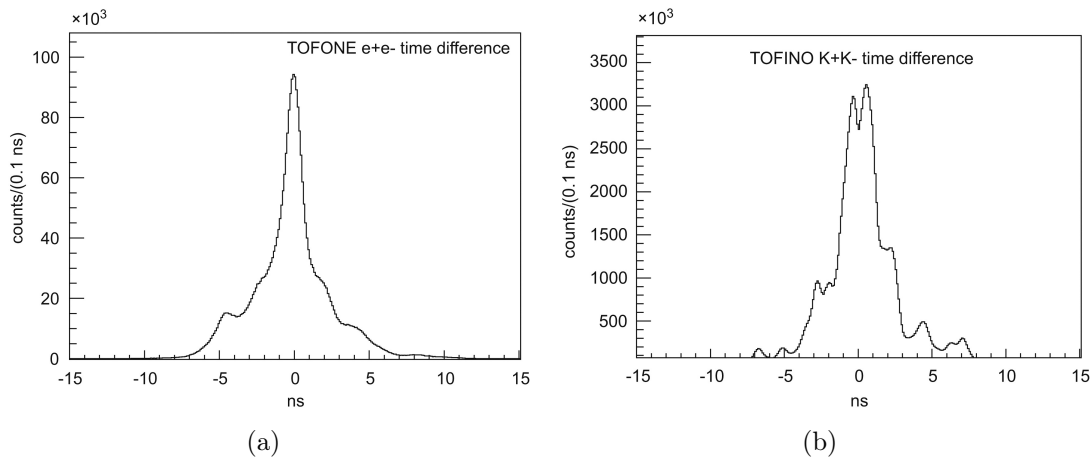 ×10³
TOFONE e+e- time difference
100
80
60
40
20
0
counts/(0.1 ns)
-15 -10 -5 0 5 10 15
ns
(a)
×10³
TOFINO K+K- time difference
3500
3000
2500
2000
1500
1000
500
counts/(0.1 ns)
-15 -10 -5 0 5 10 15
ns
(b)